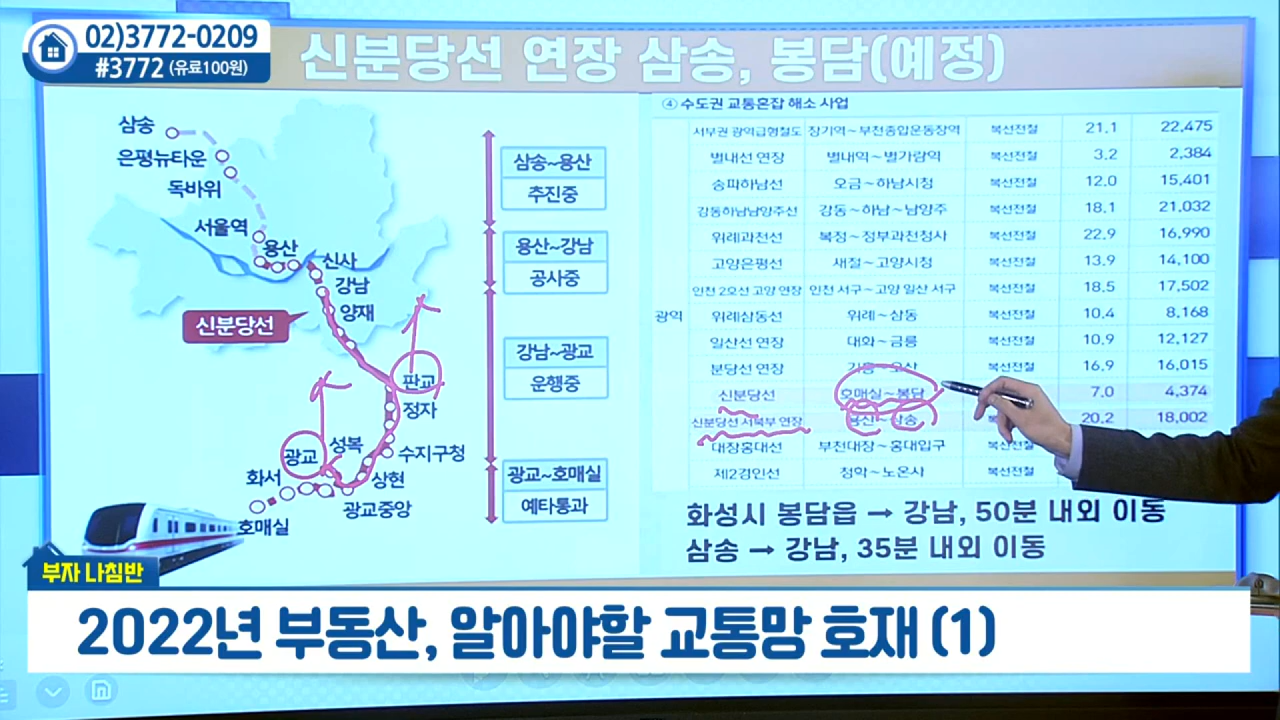 02)3772-0209
#3772 (유료100원)
신분당선 연장 삼송, 봉담(예정)
삼송
은평뉴타운
독바위
서울역
용산
신사
강남
양재
신분당선
판교
정자
성복
수지구청
광교
상현
화서
광교중앙
호매실
삼송~용산
추진중
용산~강남
공사중
강남~광교
운행중
광교~호매실
예타통과
④ 수도권 교통혼잡 해소 사업
광역
서부권 광역급행철도 장기역~부천종합운동장역 복선전철 21.1 22,475
별내선 연장 별내역~별가람역 복선전철 3.2 2,384
송파하남선 오금~하남시청 복선전철 12.0 15,401
강동하남남양주선 강동~하남~남양주 복선전철 18.1 21,032
위례과천선 복정~정부과천청사 복선전철 22.9 16,990
고양은평선 새절~고양시청 복선전철 13.9 14,100
인천 2호선 고양 연장 인천 서구~고양 일산 서구 복선전철 18.5 17,502
위례삼동선 위례~삼동 복선전철 10.4 8,168
일산선 연장 대화~금릉 복선전철 10.9 12,127
분당선 연장 기흥~오산 복선전철 16.9 16,015
신분당선 호매실~봉담 7.0 4,374
신분당선 서북부 연장 용산~삼송 20.2 18,002
대장홍대선 부천대장~홍대입구 복선전철
제2경인선 청학~노온사 복선전철
화성시 봉담읍 → 강남, 50분 내외 이동
삼송 → 강남, 35분 내외 이동
부자 나침반
2022년 부동산, 알아야할 교통망 호재 (1)